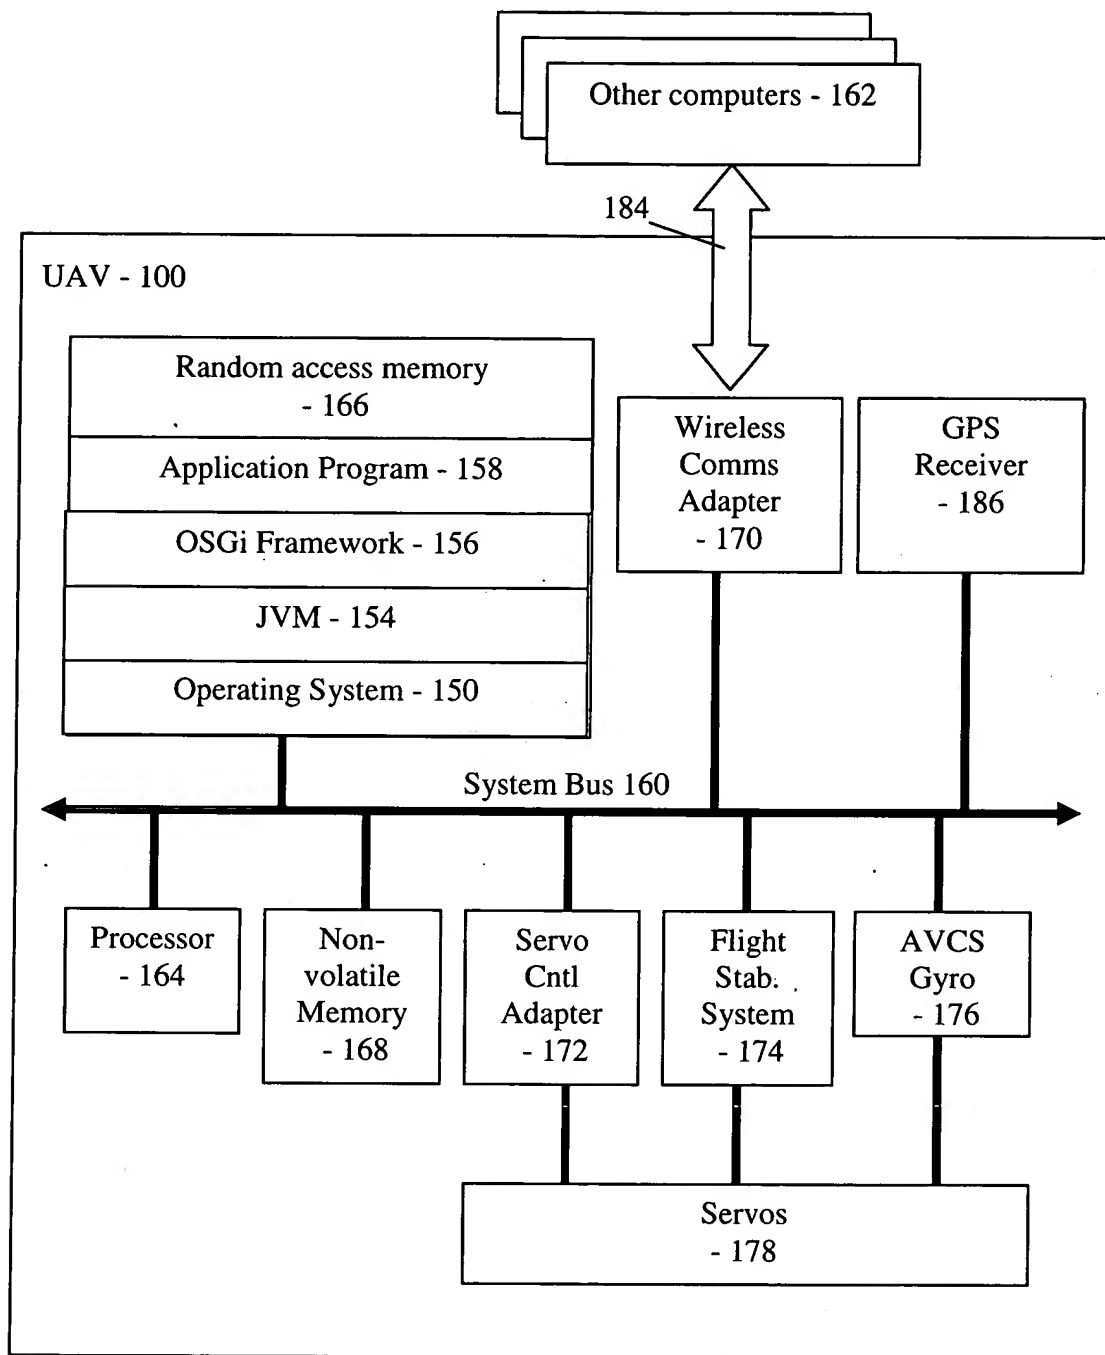 Other computers - 162
184
UAV - 100
Random access memory
- 166
Application Program - 158
OSGi Framework - 156
JVM - 154
Operating System - 150
Wireless
Comms
Adapter
- 170
GPS
Receiver
- 186
System Bus 160
Processor
- 164
Non-
volatile
Memory
- 168
Servo
Cntl
Adapter
- 172
Flight
Stab.
System
- 174
AVCS
Gyro
- 176
Servos
- 178